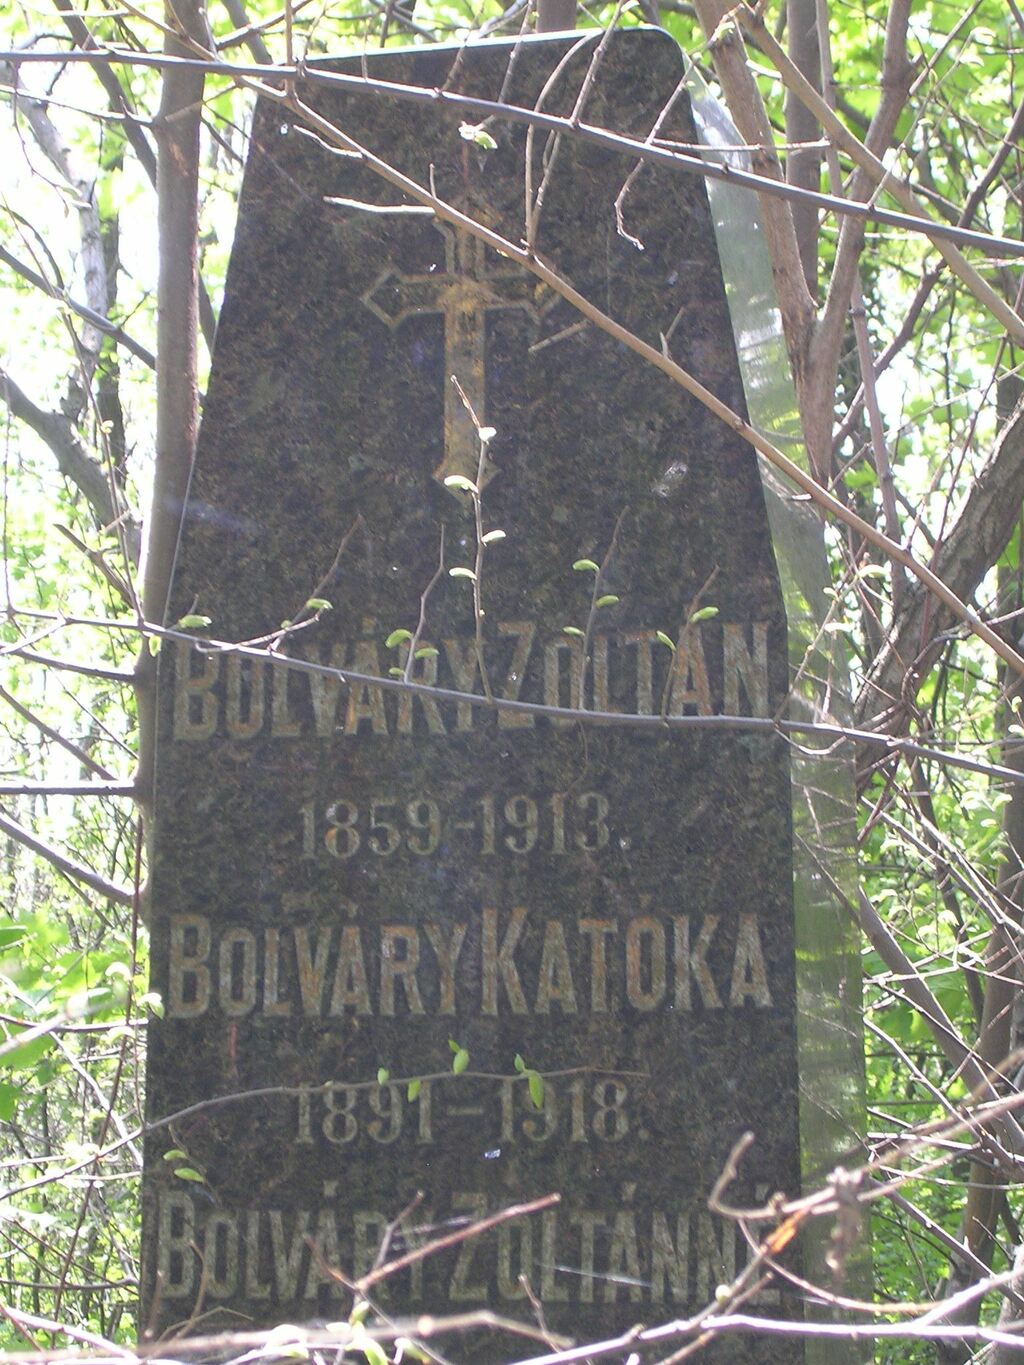 BOLVÁRY ZOLTÁN
1859-1913.
BOLVÁRY KATÓKA
1891-1918.
BOLVÁRY ZOLTÁNNÉ